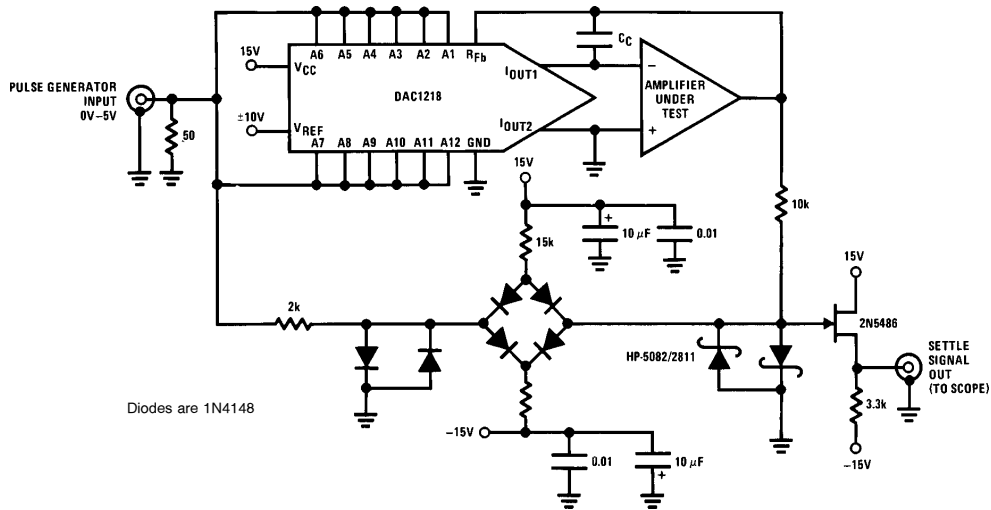 A6 A5 A4 A3 A2 A1 RFb
CC
15V
VCC
IOUT1
−
PULSE GENERATOR
INPUT
0V–5V
DAC1218
AMPLIFIER
UNDER
TEST
50
±10V
VREF
IOUT2
+
A7 A8 A9 A10 A11 A12 GND
15V
10k
15k
+
10 μF
0.01
15V
2k
2N5486
HP-5082/2811
SETTLE
SIGNAL
OUT
(TO SCOPE)
Diodes are 1N4148
3.3k
−15V
0.01
10 μF
+
−15V